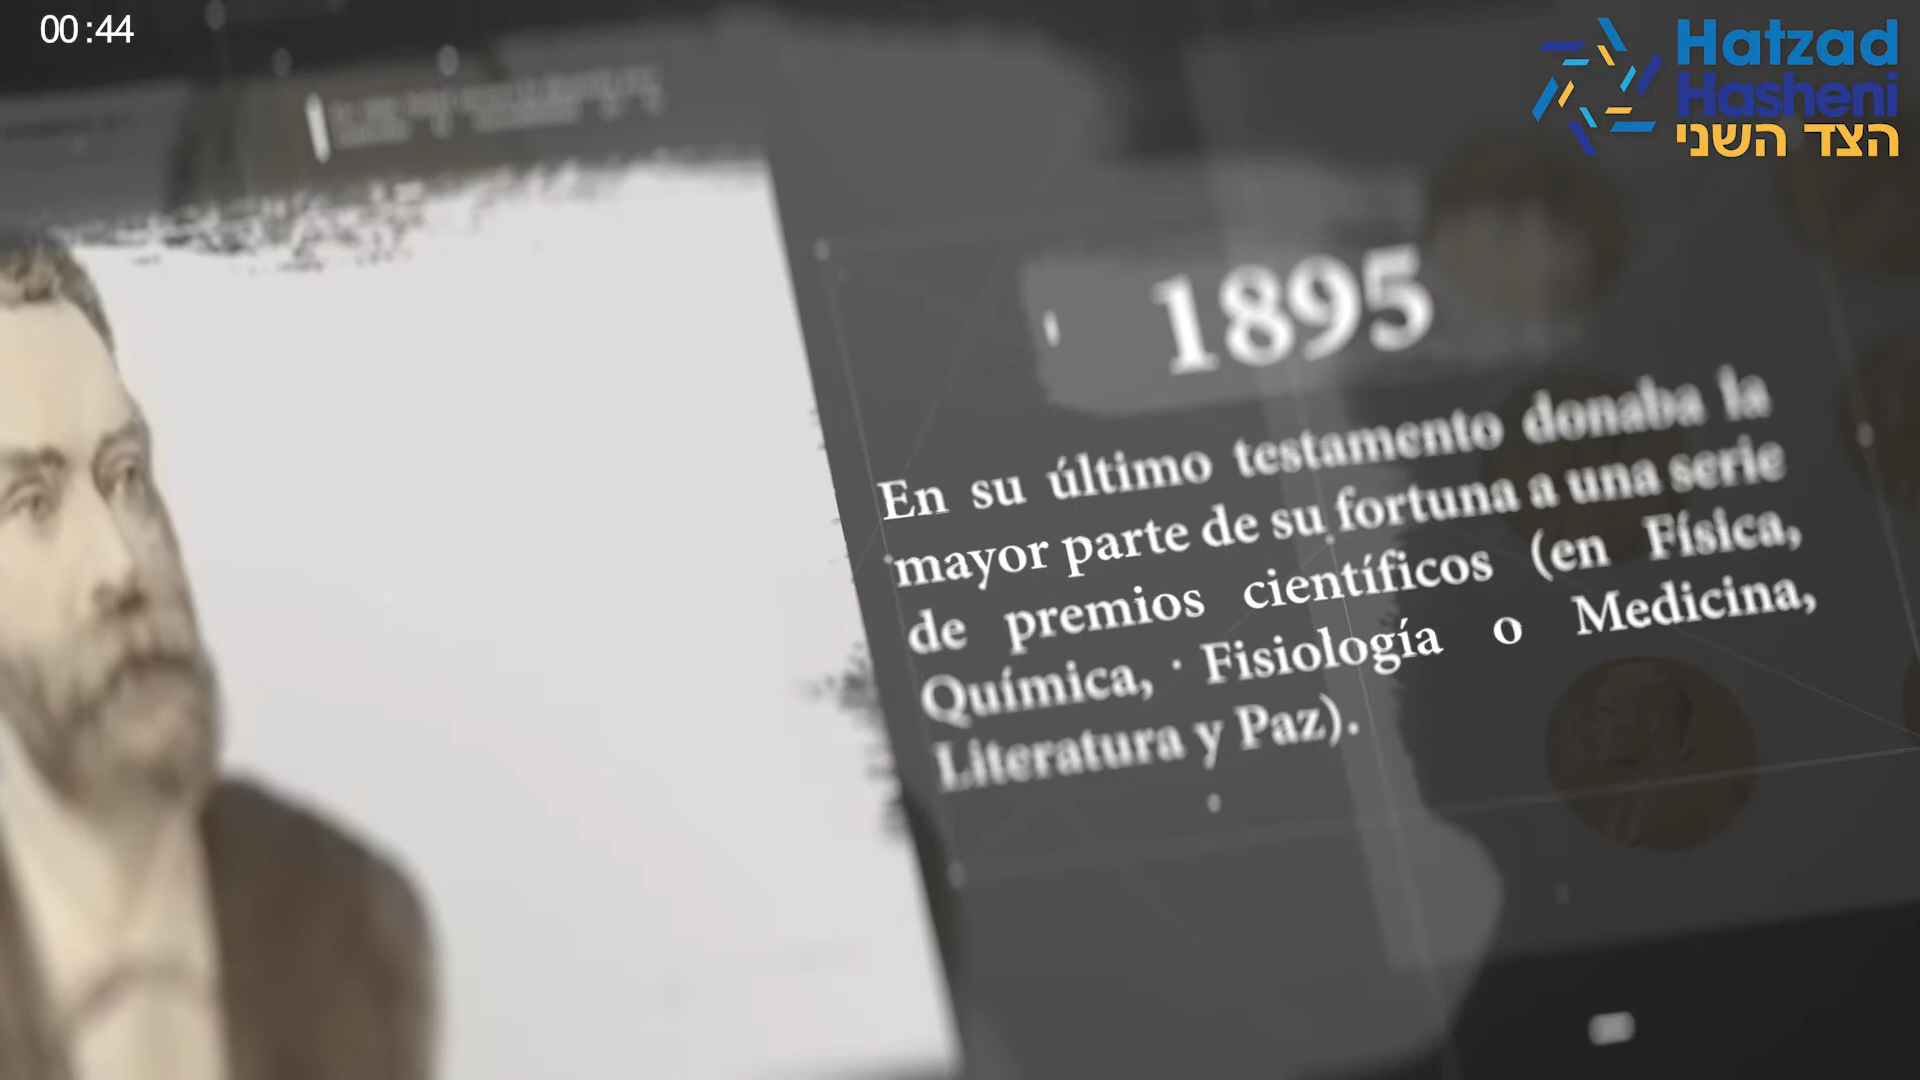 00:44
Hatzad
Hasheni
הצד השני
1895
En su último testamento donaba la
mayor parte de su fortuna a una serie
de premios científicos (en Física,
Química, · Fisiología o Medicina,
Literatura y Paz).